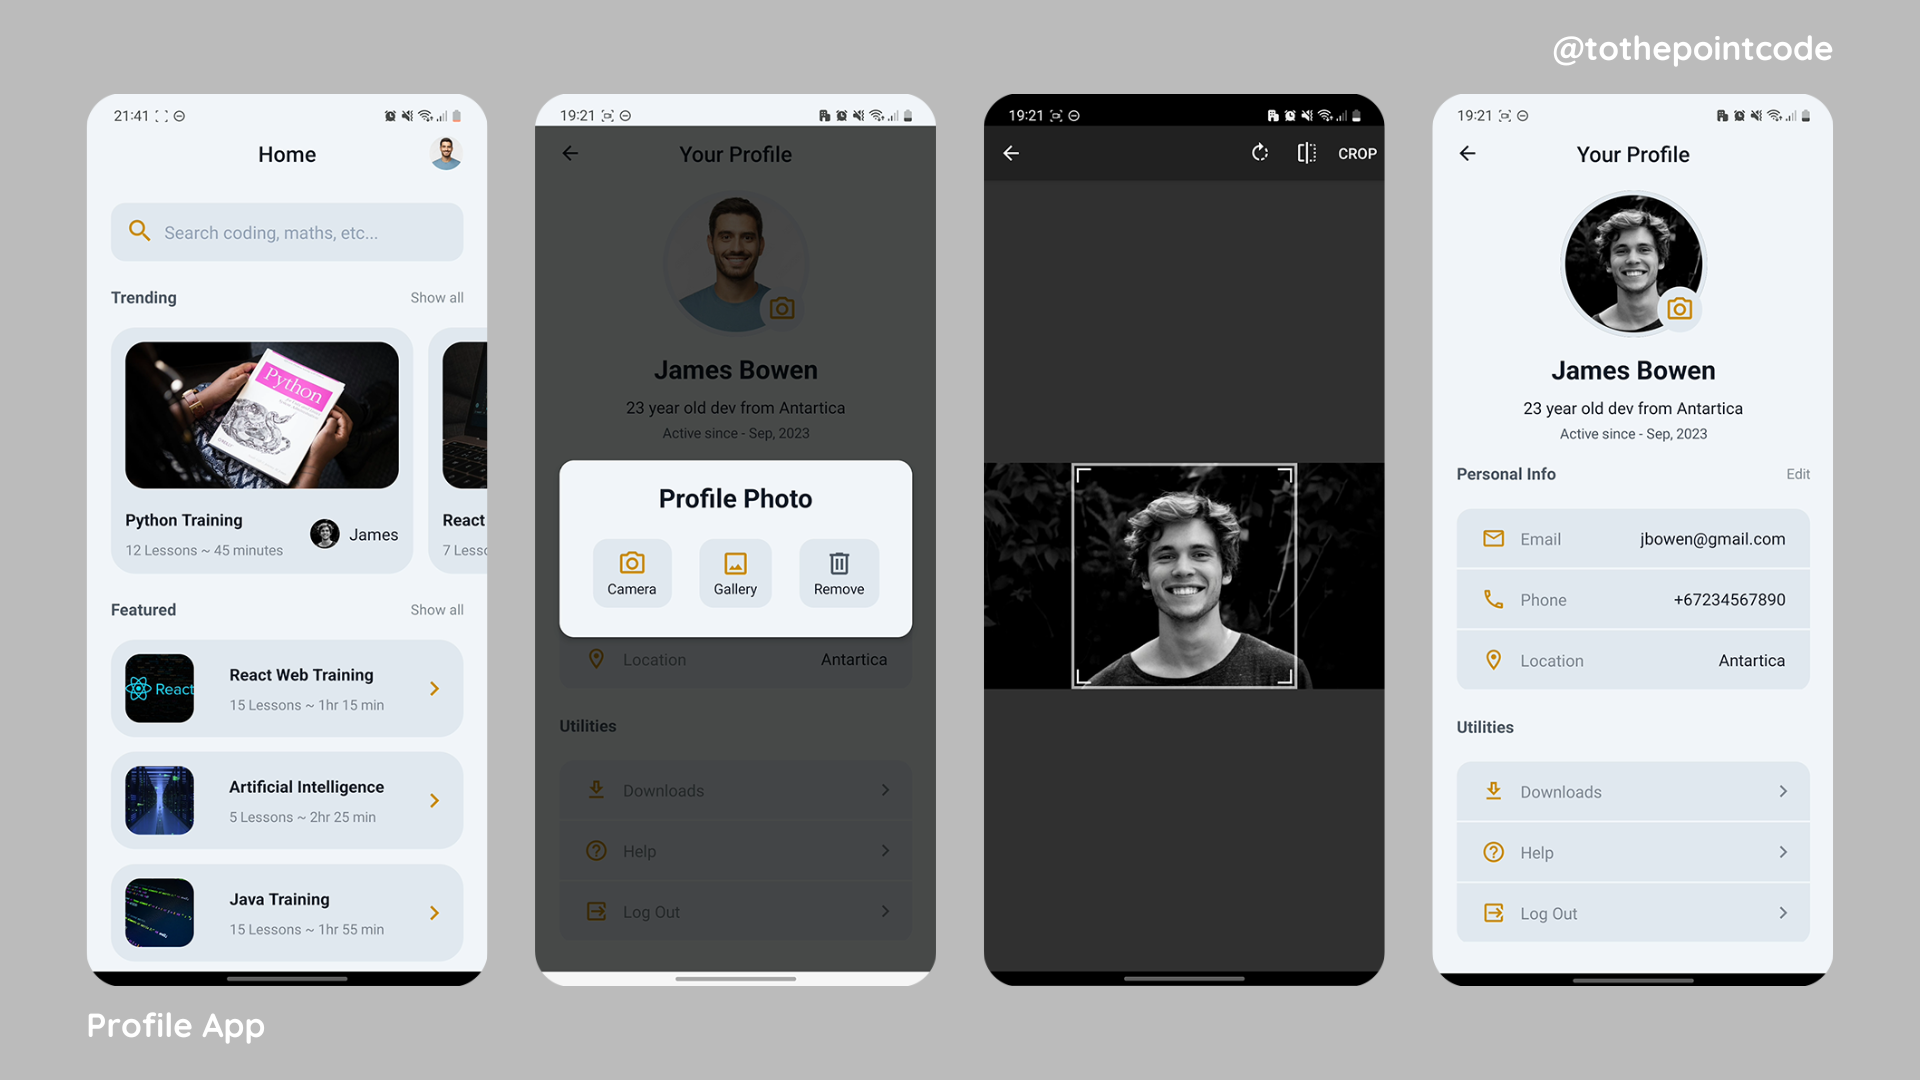 @tothepointcode
21:41
Home
Search coding, maths, etc...
Trending
Show all
Python
Python Training
12 Lessons ~ 45 minutes
James
React
7 Lesso
Featured
Show all
React
React Web Training
15 Lessons ~ 1hr 15 min
Artificial Intelligence
5 Lessons ~ 2hr 25 min
Java Training
15 Lessons ~ 1hr 55 min
19:21
Your Profile
James Bowen
23 year old dev from Antartica
Active since - Sep, 2023
Profile Photo
Camera
Gallery
Remove
Location
Antartica
Utilities
Downloads
Help
Log Out
19:21
CROP
19:21
Your Profile
James Bowen
23 year old dev from Antartica
Active since - Sep, 2023
Personal Info
Edit
Email
jbowen@gmail.com
Phone
+67234567890
Location
Antartica
Utilities
Downloads
Help
Log Out
Profile App